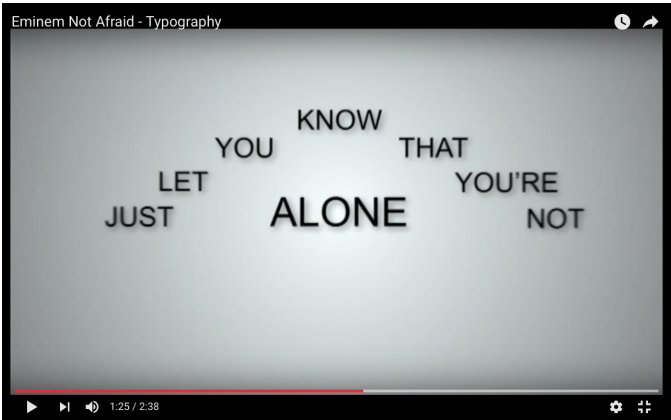 Eminem Not Afraid - Typography
JUST LET YOU KNOW THAT YOU'RE NOT
ALONE
1:25 / 2:38